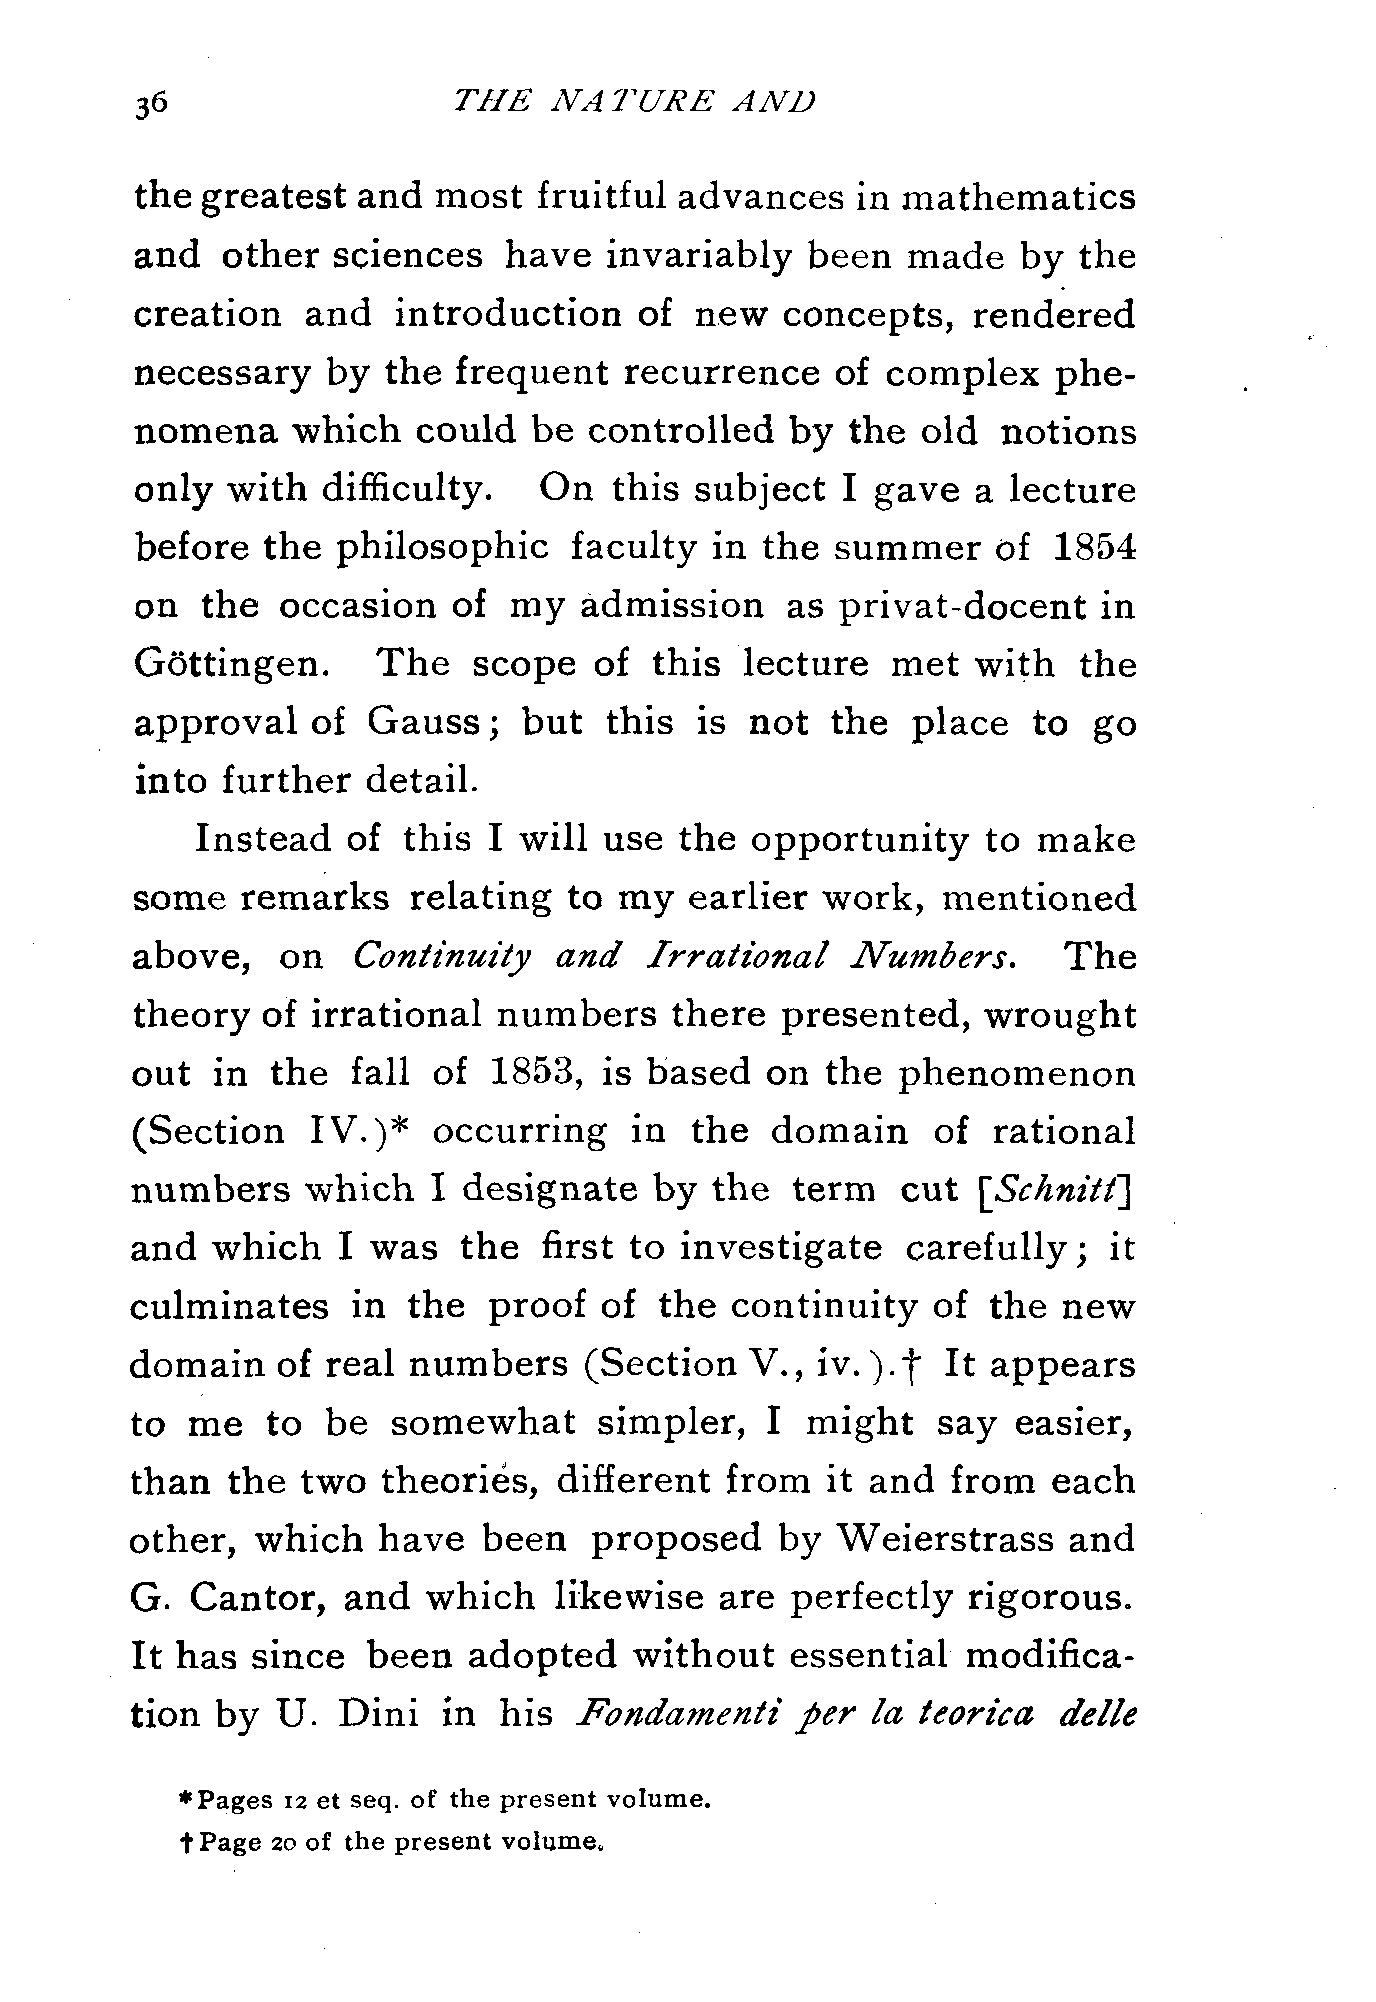 36 THE NATURE AND
the greatest and most fruitful advances in mathematics
and other sciences have invariably been made by the
creation and introduction of new concepts, rendered
necessary by the frequent recurrence of complex phe-
nomena which could be controlled by the old notions
only with difficulty. On this subject I gave a lecture
before the philosophic faculty in the summer of 1854
on the occasion of my admission as privat-docent in
Göttingen. The scope of this lecture met with the
approval of Gauss; but this is not the place to go
into further detail.
Instead of this I will use the opportunity to make
some remarks relating to my earlier work, mentioned
above, on Continuity and Irrational Numbers. The
theory of irrational numbers there presented, wrought
out in the fall of 1853, is based on the phenomenon
(Section IV.)* occurring in the domain of rational
numbers which I designate by the term cut [Schnitt]
and which I was the first to investigate carefully; it
culminates in the proof of the continuity of the new
domain of real numbers (Section V., iv.).† It appears
to me to be somewhat simpler, I might say easier,
than the two theories, different from it and from each
other, which have been proposed by Weierstrass and
G. Cantor, and which likewise are perfectly rigorous.
It has since been adopted without essential modifica-
tion by U. Dini in his Fondamenti per la teorica delle
*Pages 12 et seq. of the present volume.
†Page 20 of the present volume.